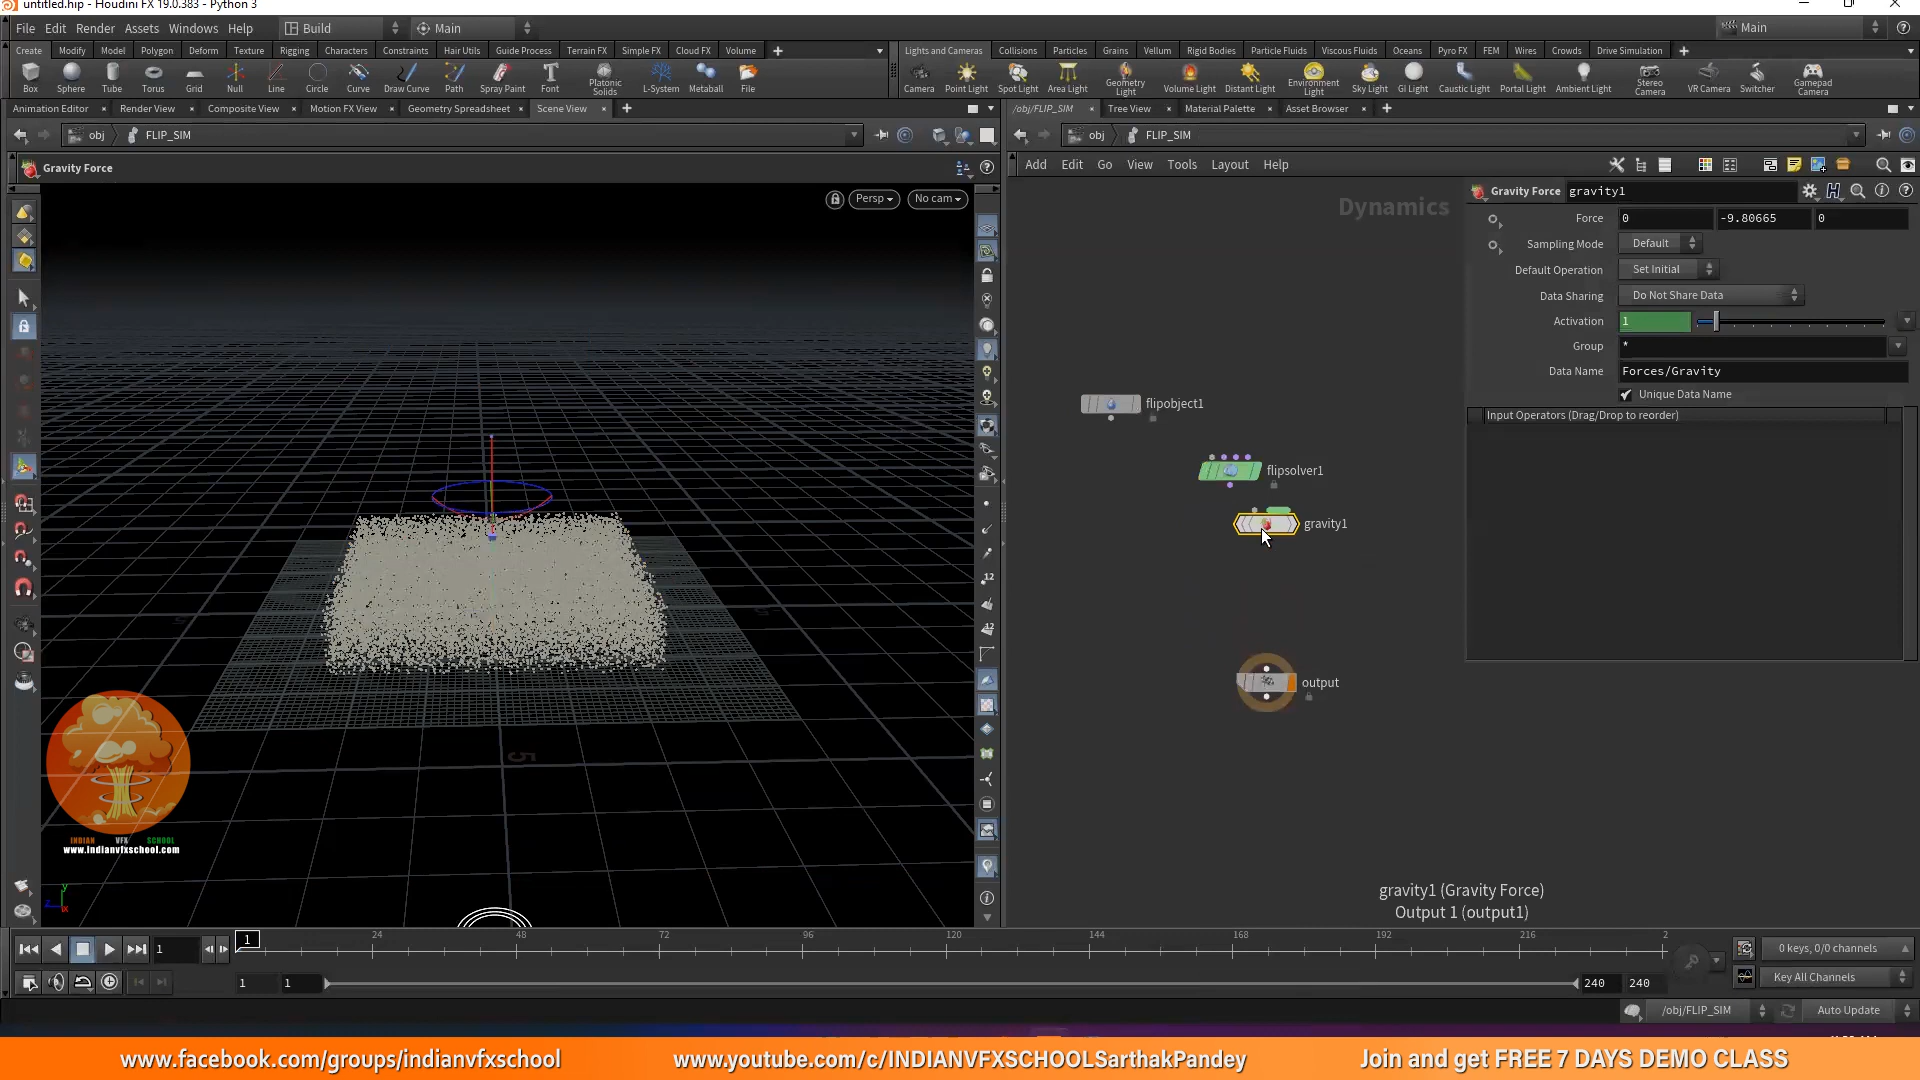 untitled.hip - Houdini FX 19.0.383 - Python 3
File Edit Render Assets Windows Help Build Main Main
Create Modify Model Polygon Deform Texture Rigging Characters Constraints Hair Utils Guide Process Terrain FX Simple FX Cloud FX Volume
Lights and Cameras Collisions Particles Grains Vellum Rigid Bodies Particle Fluids Viscous Fluids Oceans Pyro FX FEM Wires Crowds Drive Simulation
Box Sphere Tube Torus Grid Null Line Circle Curve Draw Curve Path Spray Paint Font Platonic Solids L-System Metaball File
Camera Point Light Spot Light Area Light Geometry Light Volume Light Distant Light Environment Light Sky Light GI Light Caustic Light Portal Light Ambient Light Stereo Camera VR Camera Switcher Gamepad Camera
Animation Editor Render View Composite View Motion FX View Geometry Spreadsheet Scene View
/obj/FLIP_SIM Tree View Material Palette Asset Browser
obj FLIP_SIM
obj FLIP_SIM
Gravity Force
Add Edit Go View Tools Layout Help
Persp No cam
Dynamics
Gravity Force gravity1
Force 0 -9.80665 0
Sampling Mode Default
Default Operation Set Initial
Data Sharing Do Not Share Data
Activation 1
Group *
Data Name Forces/Gravity
Unique Data Name
Input Operators (Drag/Drop to reorder)
flipobject1
flipsolver1
gravity1
output
12
12
5
INDIAN VFX SCHOOL
www.indianvfxschool.com
y
z x
gravity1 (Gravity Force)
Output 1 (output1)
1 1 24 48 72 96 120 144 168 192 216 2
0 keys, 0/0 channels
1 1 240 240
Key All Channels
/obj/FLIP_SIM Auto Update
www.facebook.com/groups/indianvfxschool www.youtube.com/c/INDIANVFXSCHOOLSarthakPandey Join and get FREE 7 DAYS DEMO CLASS